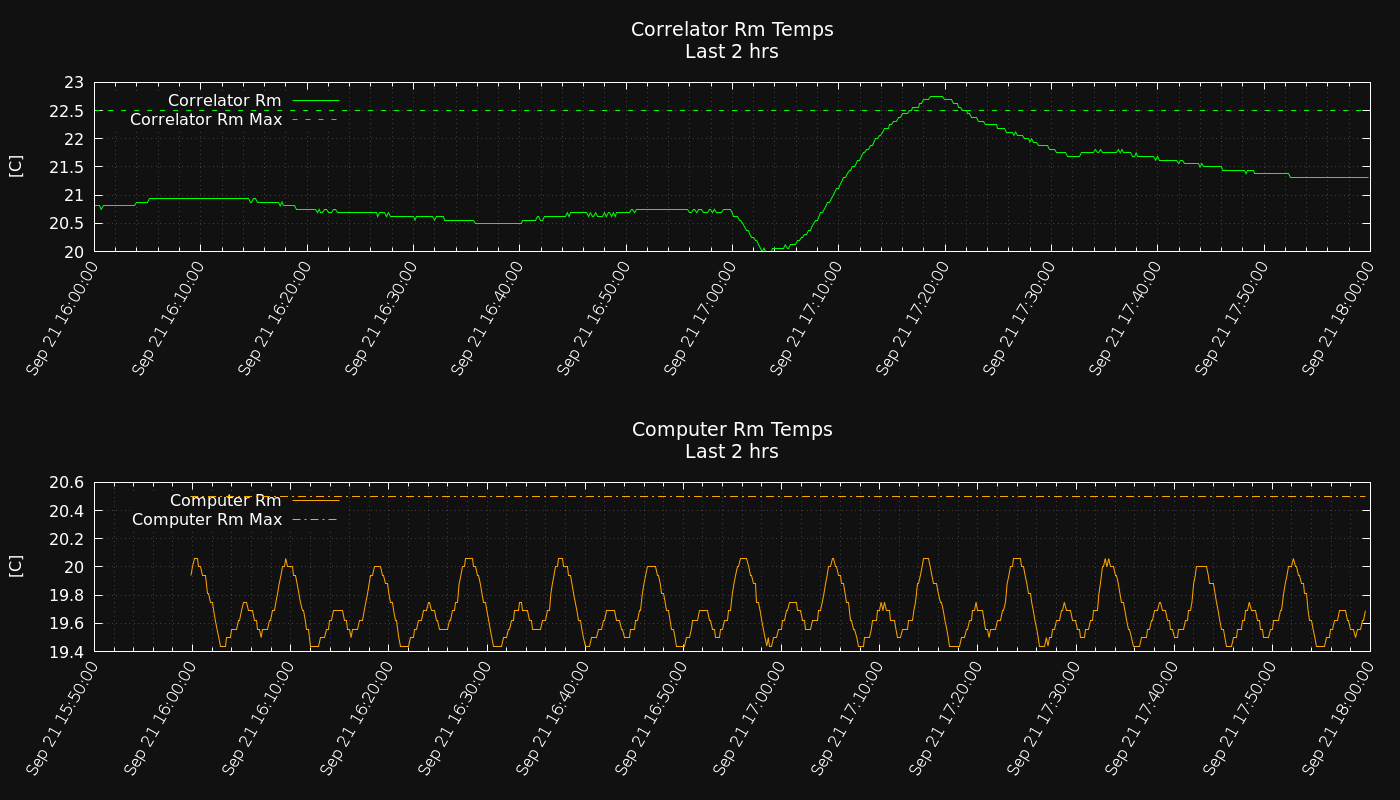 Correlator Rm Temps
Last 2 hrs
[C]
23
22.5
22
21.5
21
20.5
20
Correlator Rm
Correlator Rm Max
Sep 21 16:00:00
Sep 21 16:10:00
Sep 21 16:20:00
Sep 21 16:30:00
Sep 21 16:40:00
Sep 21 16:50:00
Sep 21 17:00:00
Sep 21 17:10:00
Sep 21 17:20:00
Sep 21 17:30:00
Sep 21 17:40:00
Sep 21 17:50:00
Sep 21 18:00:00
Computer Rm Temps
Last 2 hrs
[C]
20.6
20.4
20.2
20
19.8
19.6
19.4
Computer Rm
Computer Rm Max
Sep 21 15:50:00
Sep 21 16:00:00
Sep 21 16:10:00
Sep 21 16:20:00
Sep 21 16:30:00
Sep 21 16:40:00
Sep 21 16:50:00
Sep 21 17:00:00
Sep 21 17:10:00
Sep 21 17:20:00
Sep 21 17:30:00
Sep 21 17:40:00
Sep 21 17:50:00
Sep 21 18:00:00